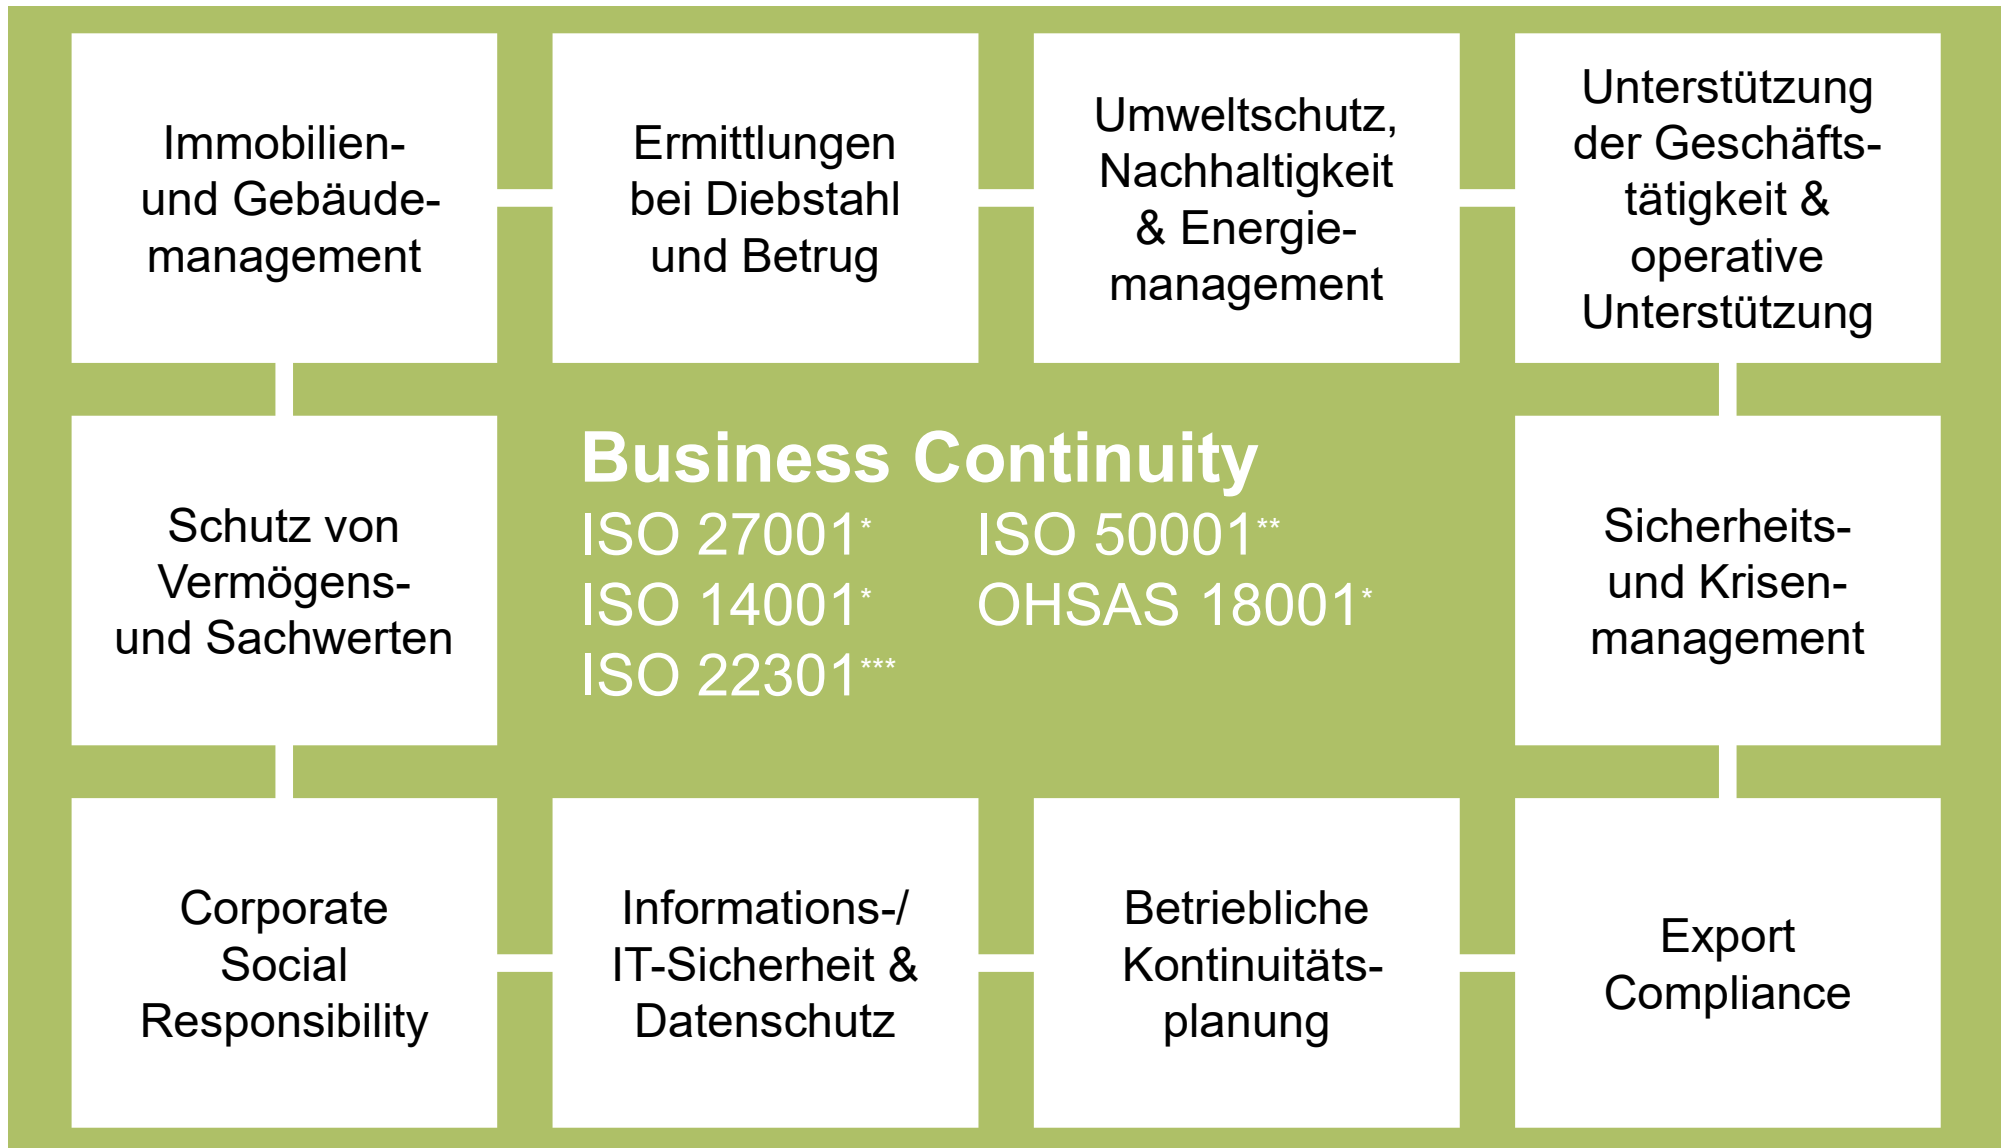 Immobilien-
und Gebäude-
management
Ermittlungen
bei Diebstahl
und Betrug
Umweltschutz,
Nachhaltigkeit
& Energie-
management
Unterstützung
der Geschäfts-
tätigkeit &
operative
Unterstützung
Schutz von
Vermögens-
und Sachwerten
Business Continuity
ISO 27001* ISO 50001**
ISO 14001* OHSAS 18001*
ISO 22301***
Sicherheits-
und Krisen-
management
Corporate
Social
Responsibility
Informations-/
IT-Sicherheit &
Datenschutz
Betriebliche
Kontinuitäts-
planung
Export
Compliance